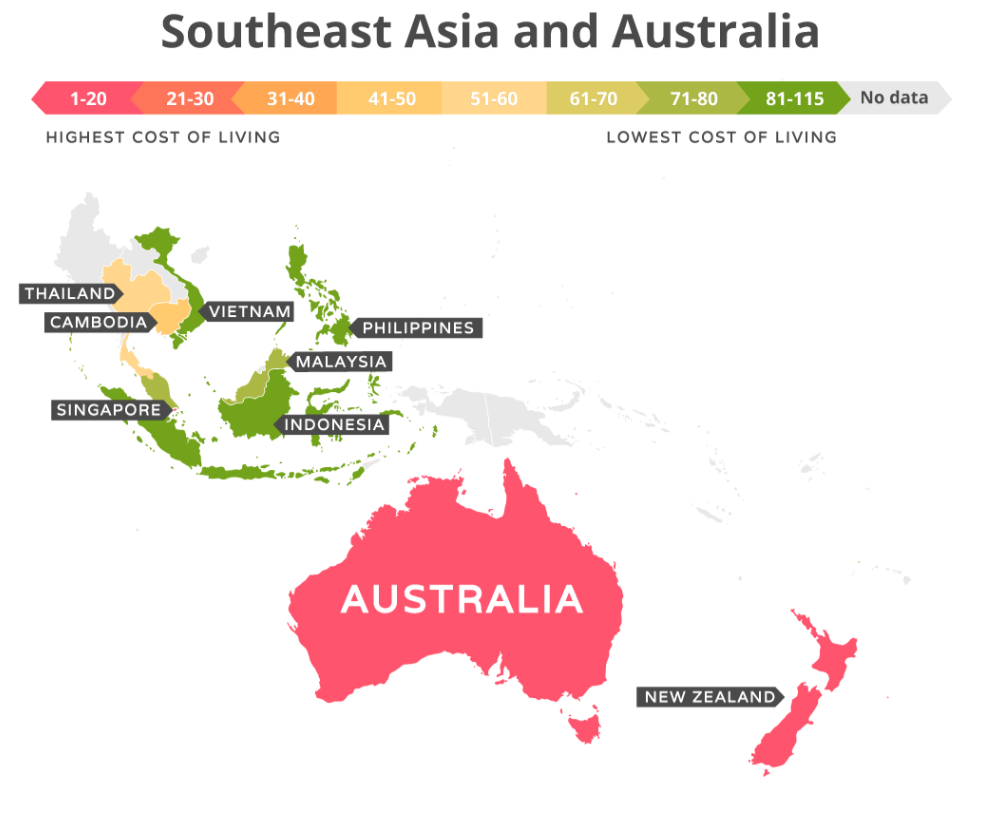 Southeast Asia and Australia
1-20 21-30 31-40 41-50 51-60 61-70 71-80 81-115 No data
HIGHEST COST OF LIVING LOWEST COST OF LIVING
THAILAND
VIETNAM
CAMBODIA
PHILIPPINES
MALAYSIA
SINGAPORE
INDONESIA
AUSTRALIA
NEW ZEALAND